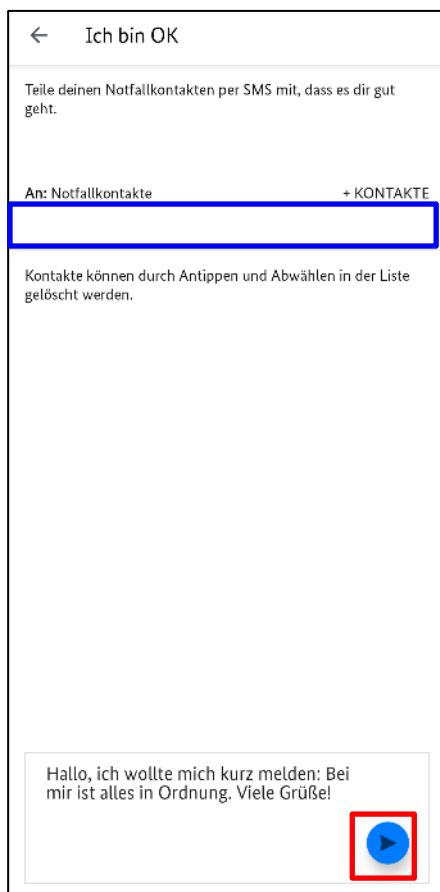 Ich bin OK
Teile deinen Notfallkontakten per SMS mit, dass es dir gut
geht.
An: Notfallkontakte + KONTAKTE
Kontakte können durch Antippen und Abwählen in der Liste
gelöscht werden.
Hallo, ich wollte mich kurz melden: Bei
mir ist alles in Ordnung. Viele Grüße!